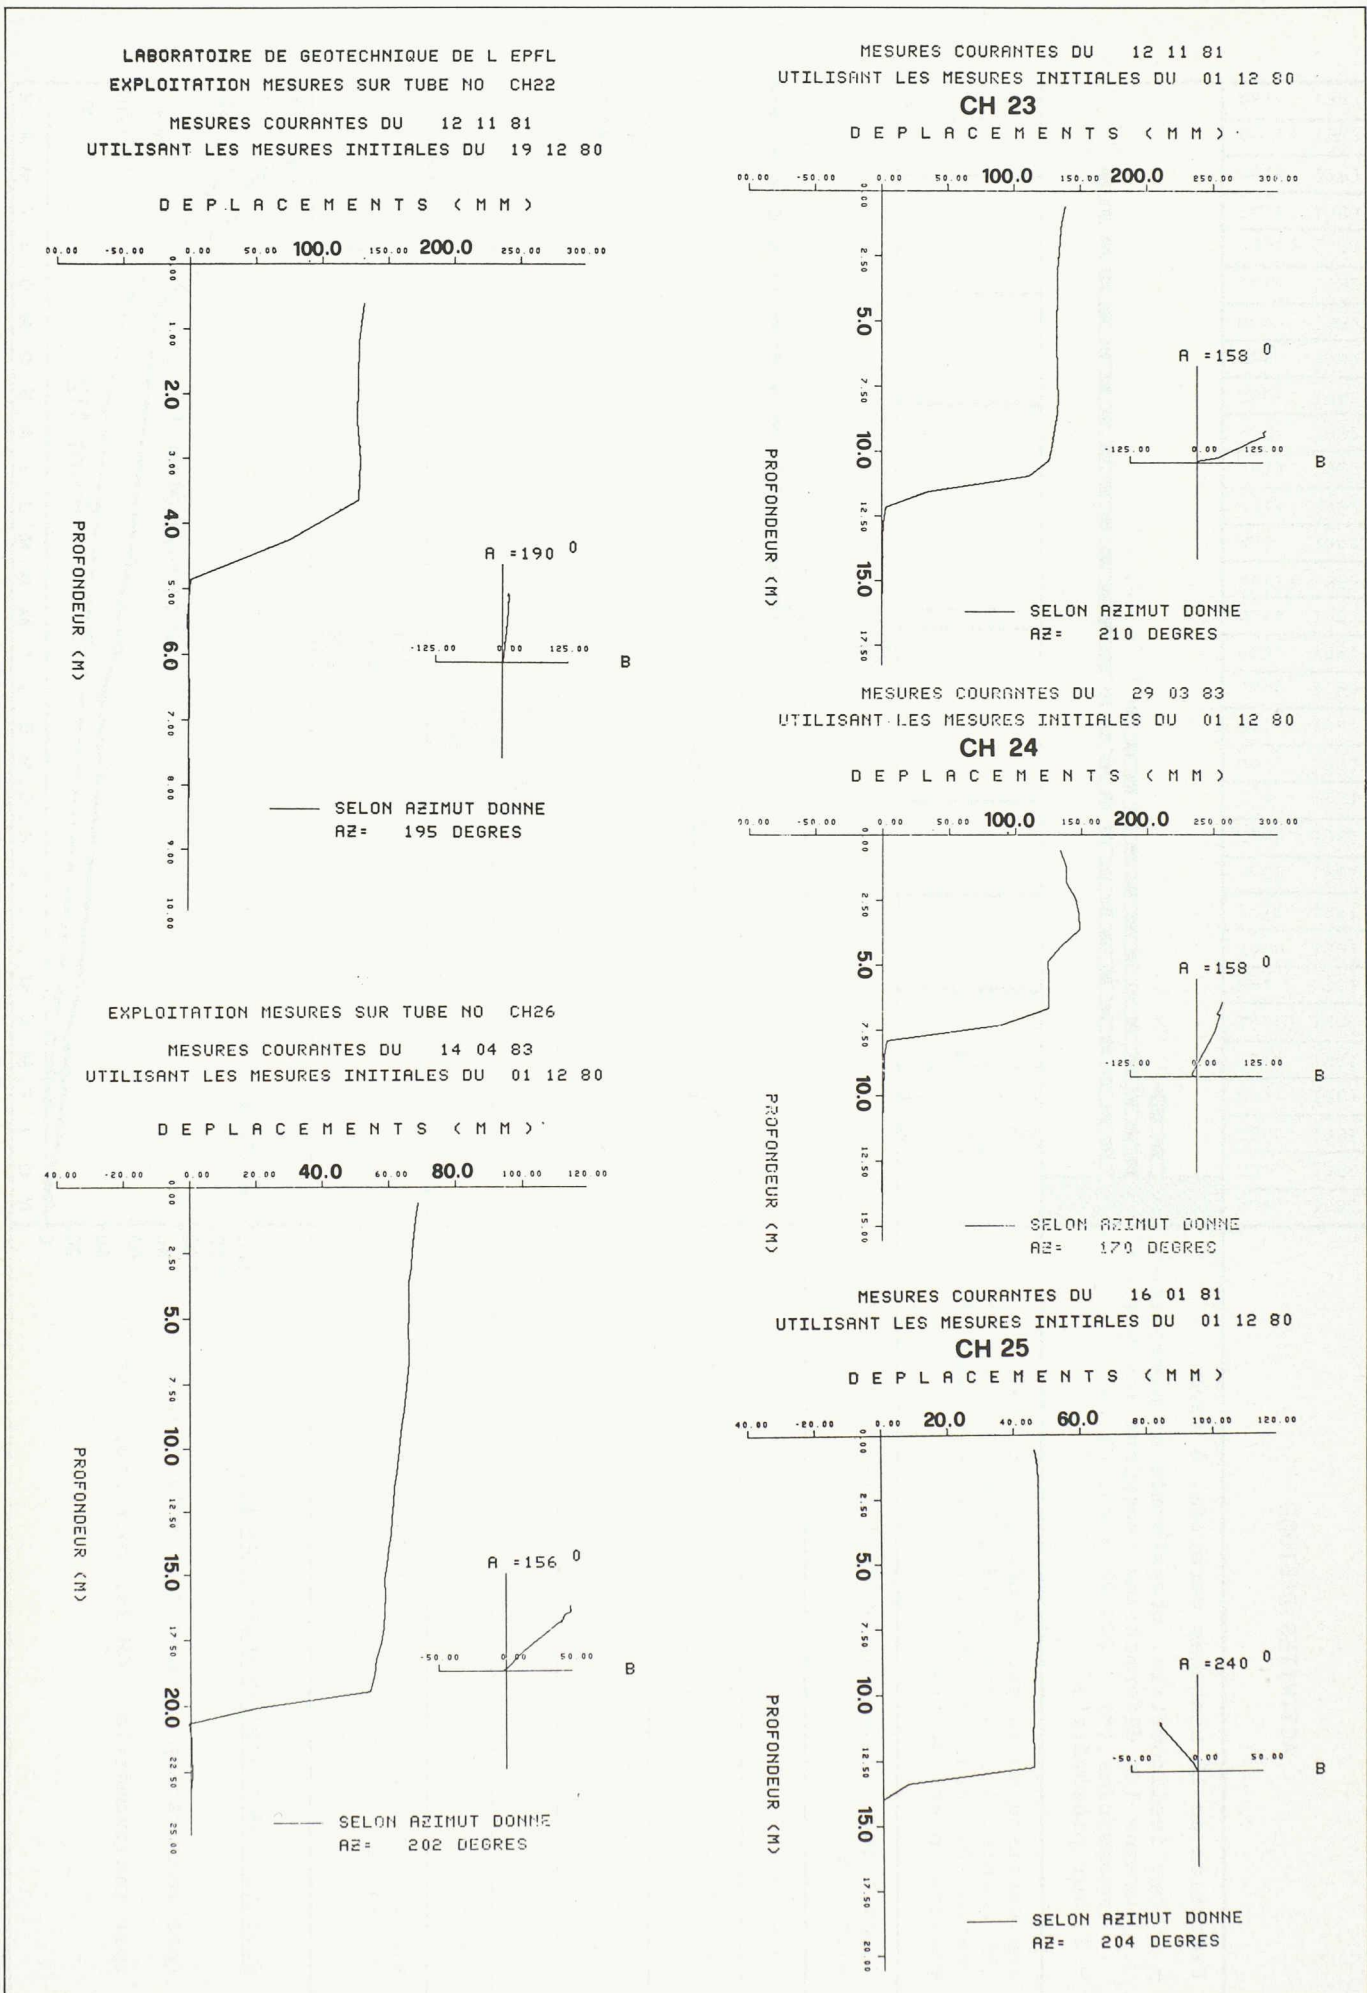 LABORATOIRE DE GEOTECHNIQUE DE L EPFL
EXPLOITATION MESURES SUR TUBE NO CH22
MESURES COURANTES DU 12 11 81
UTILISANT LES MESURES INITIALES DU 19 12 80
DEPLACEMENTS (MM)
00.00 -50.00 0.00 50.00 100.0 150.00 200.0 250.00 300.00
0.00
1.00
2.0
3.00
4.0
5.00
6.0
7.00
8.00
9.00
10.00
PROFONDEUR (M)
A =190 O
-125.00 0.00 125.00
B
SELON AZIMUT DONNE
AZ= 195 DEGRES
EXPLOITATION MESURES SUR TUBE NO CH26
MESURES COURANTES DU 14 04 83
UTILISANT LES MESURES INITIALES DU 01 12 80
DEPLACEMENTS (MM)
40.00 -20.00 0.00 20.00 40.0 60.00 80.0 100.00 120.00
0.00
2.50
5.0
7.50
10.0
12.50
15.0
17.50
20.0
22.50
25.00
PROFONDEUR (M)
A =156 O
-50.00 0.00 50.00
B
SELON AZIMUT DONNE
AZ= 202 DEGRES
MESURES COURANTES DU 12 11 81
UTILISANT LES MESURES INITIALES DU 01 12 80
CH 23
DEPLACEMENTS (MM)
00.00 -50.00 0.00 100.0 150.00 200.0 250.00 300.00
0.00
2.50
5.0
7.50
10.0
12.50
15.0
17.50
PROFONDEUR (M)
A =158 O
-125.00 0.00 125.00
B
SELON AZIMUT DONNE
AZ= 210 DEGRES
MESURES COURANTES DU 29 03 83
UTILISANT LES MESURES INITIALES DU 01 12 80
CH 24
DEPLACEMENTS (MM)
00.00 -50.00 0.00 50.00 100.0 150.00 200.0 250.00 300.00
0.00
2.50
5.0
7.50
10.0
12.50
15.00
PROFONDEUR (M)
A =158 O
-125.00 0.00 125.00
B
SELON AZIMUT DONNE
AZ= 170 DEGRES
MESURES COURANTES DU 16 01 81
UTILISANT LES MESURES INITIALES DU 01 12 80
CH 25
DEPLACEMENTS (MM)
40.00 -20.00 0.00 20.0 40.00 60.0 80.00 100.00 120.00
0.00
2.50
5.0
7.50
10.0
12.50
15.0
17.50
20.00
PROFONDEUR (M)
A =240 O
-50.00 0.00 50.00
B
SELON AZIMUT DONNE
AZ= 204 DEGRES